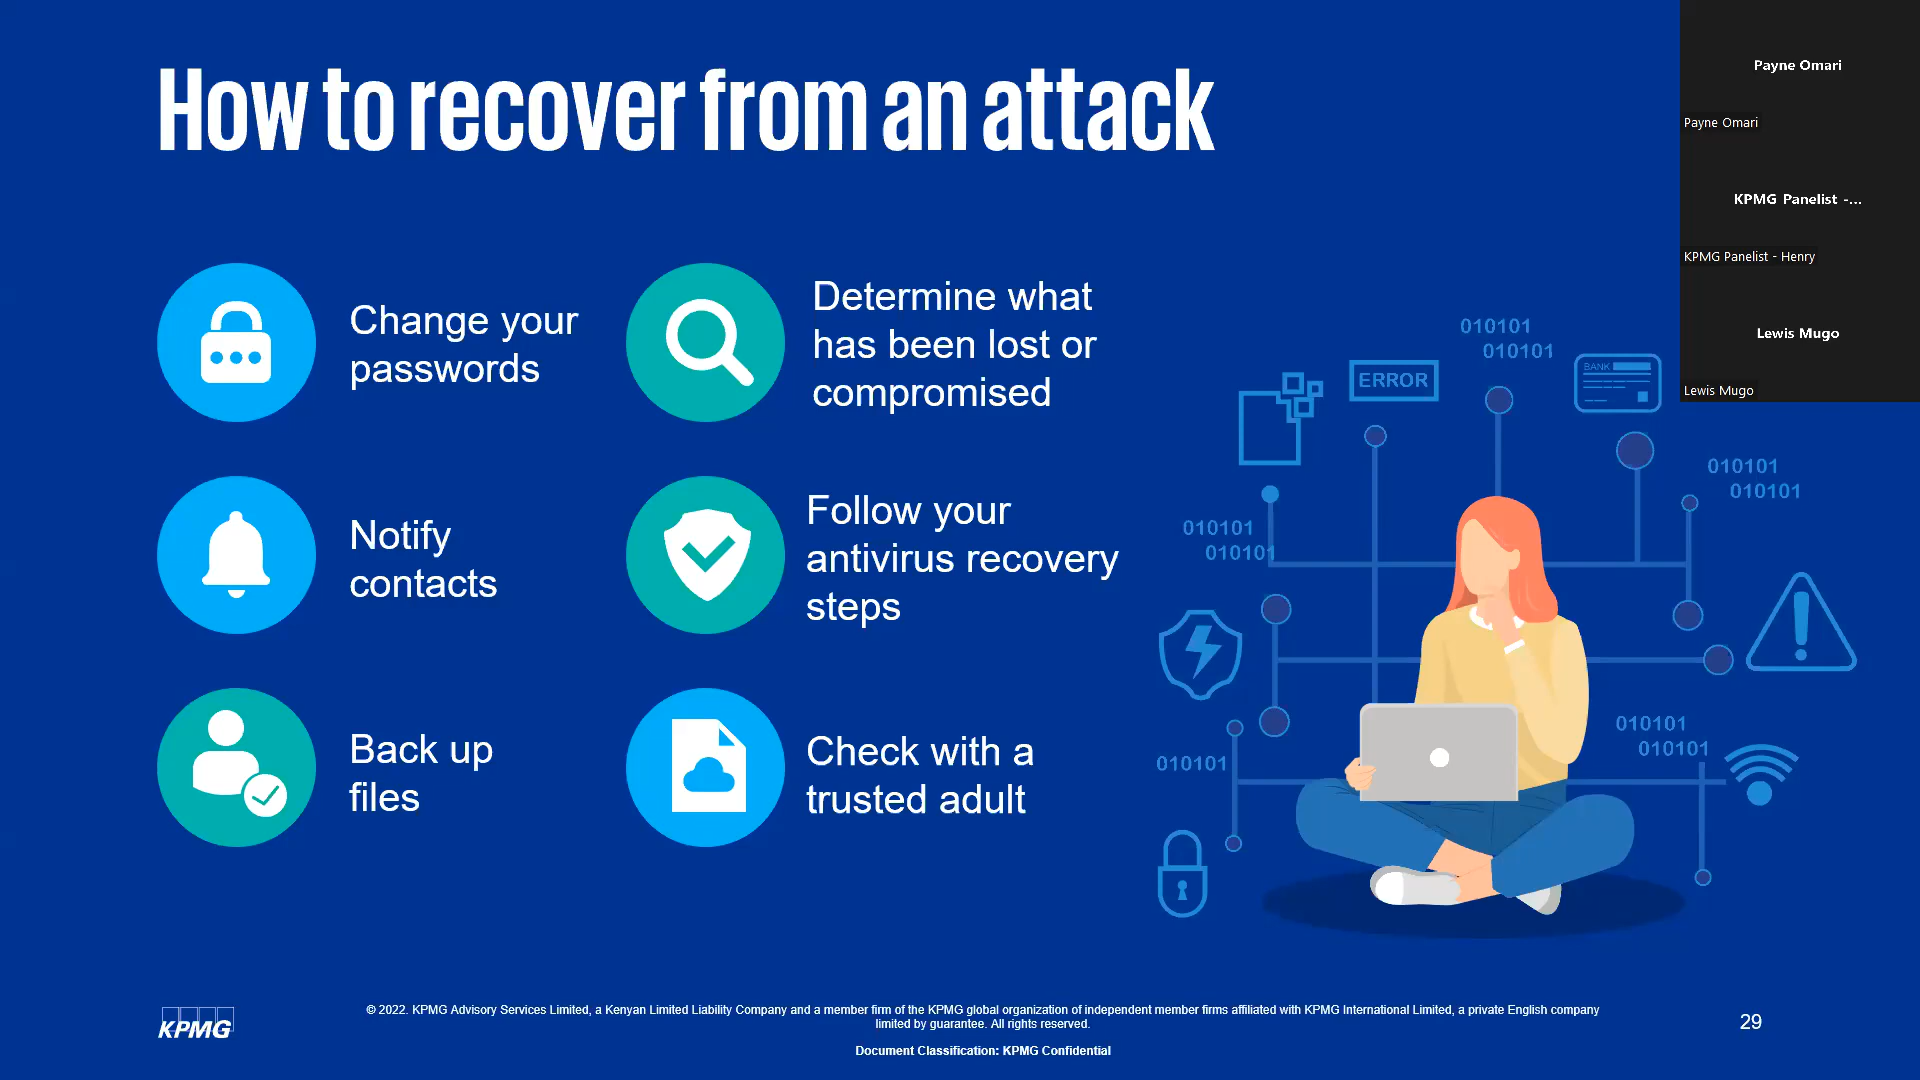 How to recover from an attack
Change your
passwords
Determine what
has been lost or
compromised
Notify
contacts
Follow your
antivirus recovery
steps
Back up
files
Check with a
trusted adult
010101
010101
ERROR
BANK
010101
010101
010101
010101
010101
010101
010101
Payne Omari
Payne Omari
KPMG Panelist -...
KPMG Panelist - Henry
Lewis Mugo
Lewis Mugo
KPMG
© 2022. KPMG Advisory Services Limited, a Kenyan Limited Liability Company and a member firm of the KPMG global organization of independent member firms affiliated with KPMG International Limited, a private English company
limited by guarantee. All rights reserved.
Document Classification: KPMG Confidential
29